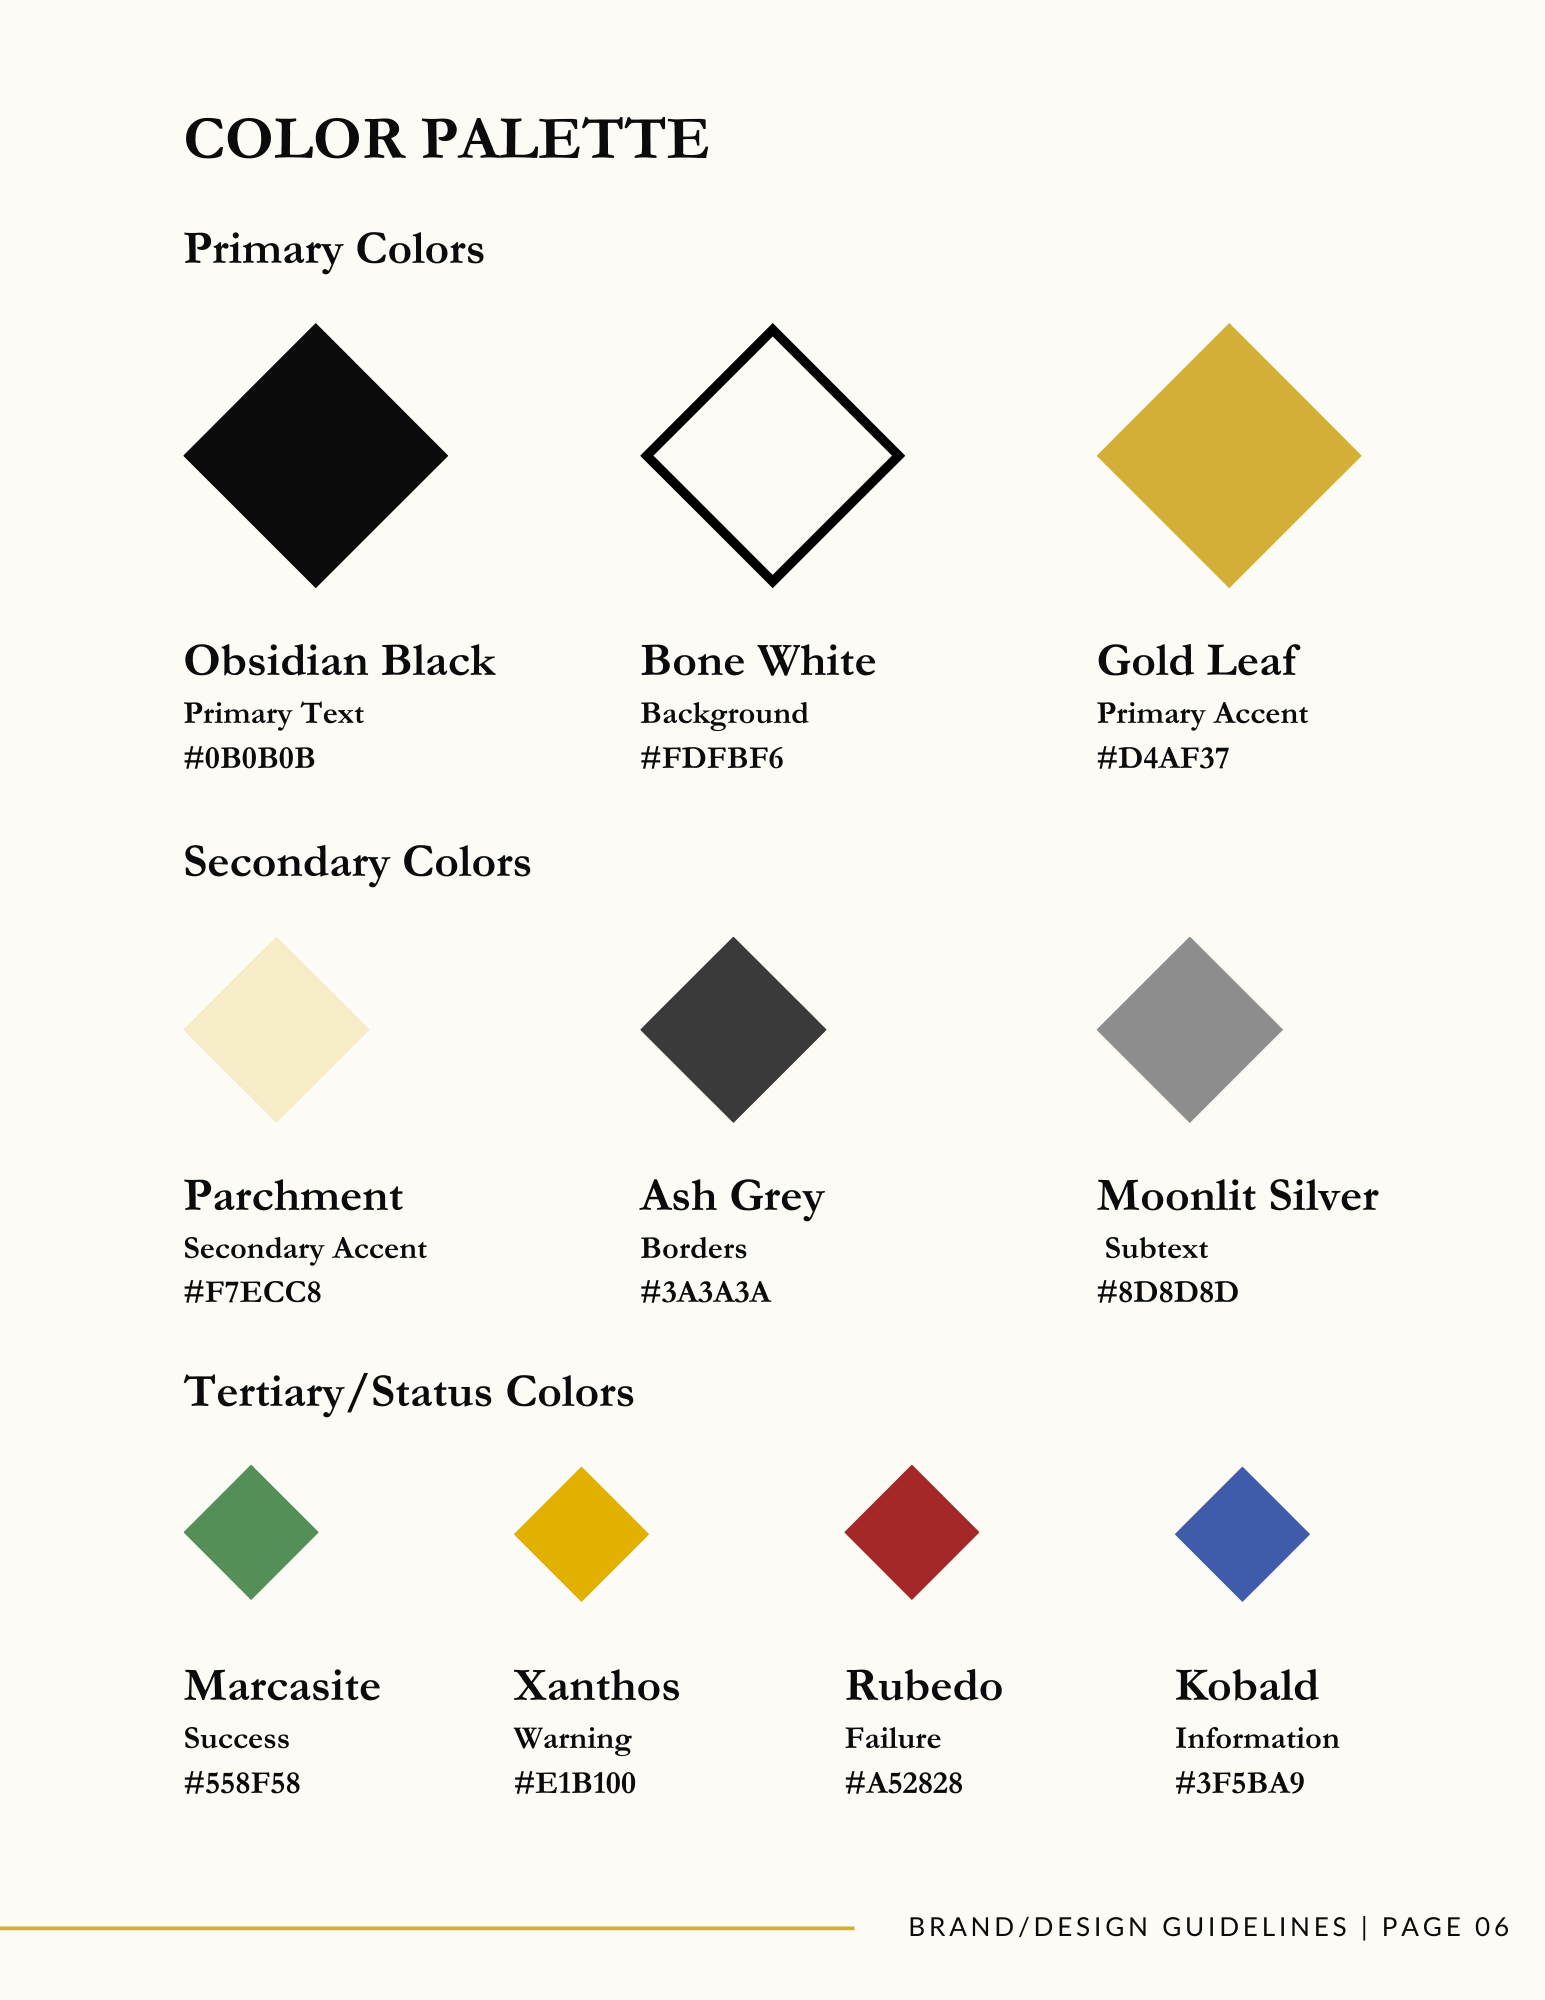 COLOR PALETTE
Primary Colors
Obsidian Black
Primary Text
#0B0B0B
Bone White
Background
#FDFBF6
Gold Leaf
Primary Accent
#D4AF37
Secondary Colors
Parchment
Secondary Accent
#F7ECC8
Ash Grey
Borders
#3A3A3A
Moonlit Silver
Subtext
#8D8D8D
Tertiary/Status Colors
Marcasite
Success
#558F58
Xanthos
Warning
#E1B100
Rubedo
Failure
#A52828
Kobald
Information
#3F5BA9
BRAND/DESIGN GUIDELINES | PAGE 06